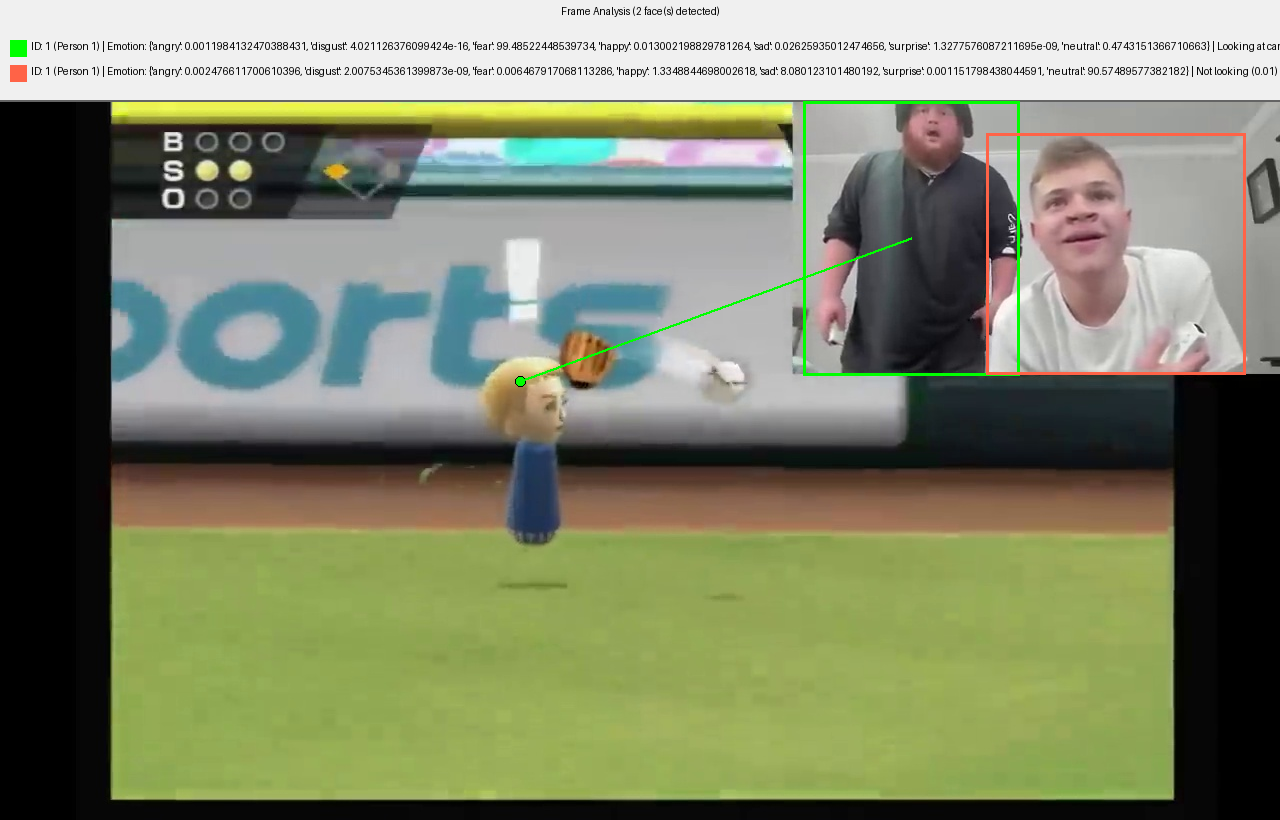 Frame Analysis (2 face(s) detected)
ID: 1 (Person 1) | Emotion: {'angry': 0.0011984132470388431, 'disgust': 4.021126376099424e-16, 'fear': 99.48522448539734, 'happy': 0.013002198829781264, 'sad': 0.02625935012474656, 'surprise': 1.3277576087211695e-09, 'neutral': 0.4743151366710663} | Looking at car
ID: 1 (Person 1) | Emotion: {'angry': 0.002476611700610396, 'disgust': 2.0075345361399873e-09, 'fear': 0.006467917068113286, 'happy': 1.3348844698002618, 'sad': 8.080123101480192, 'surprise': 0.001151798438044591, 'neutral': 90.57489577382182} | Not looking (0.01)
B
S
O
ports